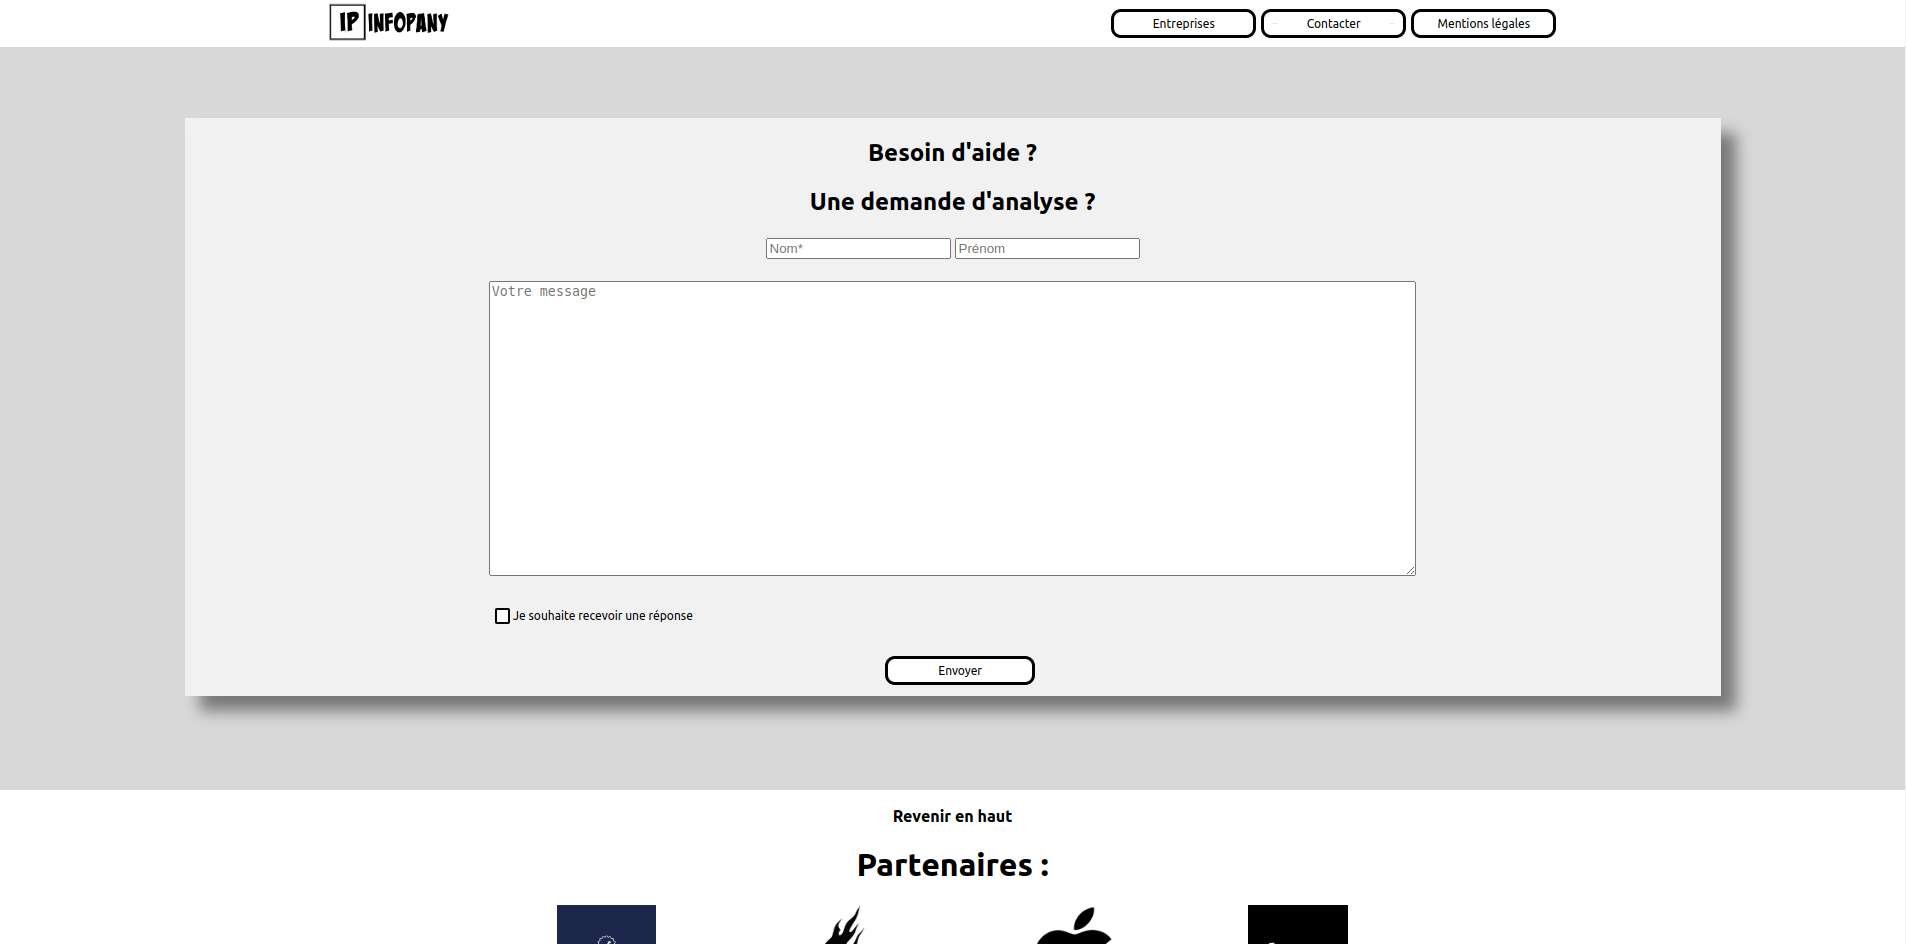 IP INFOPANY
Entreprises
Contacter
Mentions légales
Besoin d'aide ?
Une demande d'analyse ?
Nom*
Prénom
Votre message
Je souhaite recevoir une réponse
Envoyer
Revenir en haut
Partenaires :